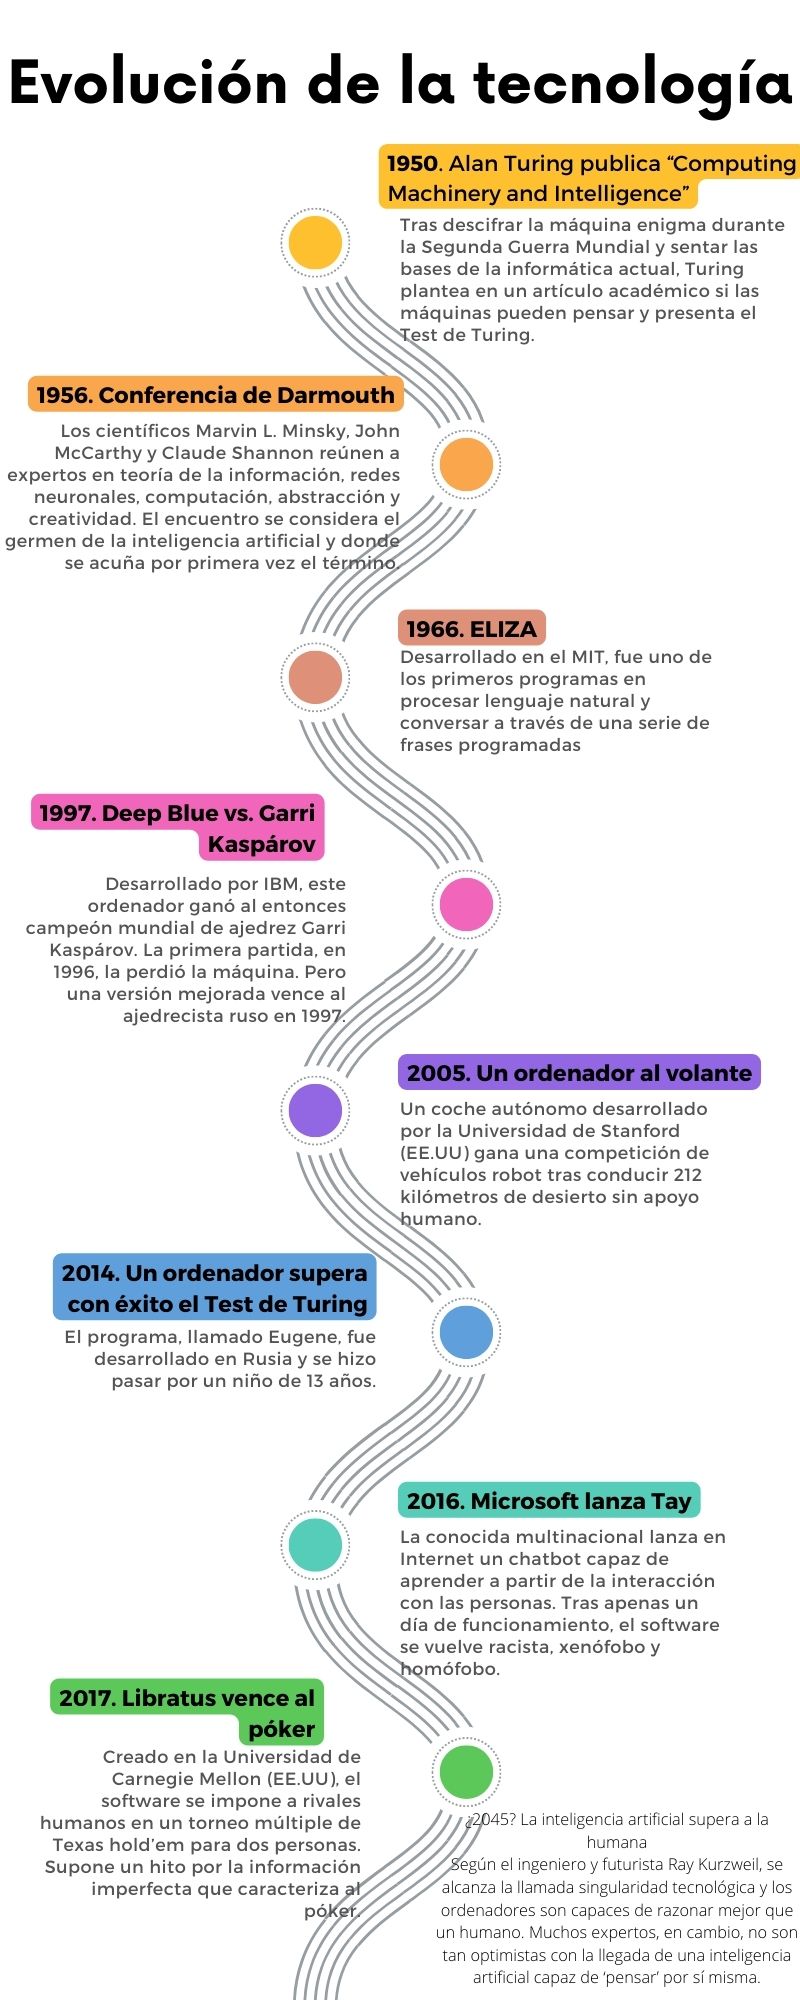 Evolución de la tecnología
1950. Alan Turing publica “Computing
Machinery and Intelligence”
Tras descifrar la máquina enigma durante
la Segunda Guerra Mundial y sentar las
bases de la informática actual, Turing
plantea en un artículo académico si las
máquinas pueden pensar y presenta el
Test de Turing.
1956. Conferencia de Darmouth
Los científicos Marvin L. Minsky, John
McCarthy y Claude Shannon reúnen a
expertos en teoría de la información, redes
neuronales, computación, abstracción y
creatividad. El encuentro se considera el
germen de la inteligencia artificial y donde
se acuña por primera vez el término.
1966. ELIZA
Desarrollado en el MIT, fue uno de
los primeros programas en
procesar lenguaje natural y
conversar a través de una serie de
frases programadas
1997. Deep Blue vs. Garri
Kaspárov
Desarrollado por IBM, este
ordenador ganó al entonces
campeón mundial de ajedrez Garri
Kaspárov. La primera partida, en
1996, la perdió la máquina. Pero
una versión mejorada vence al
ajedrecista ruso en 1997.
2005. Un ordenador al volante
Un coche autónomo desarrollado
por la Universidad de Stanford
(EE.UU) gana una competición de
vehículos robot tras conducir 212
kilómetros de desierto sin apoyo
humano.
2014. Un ordenador supera
con éxito el Test de Turing
El programa, llamado Eugene, fue
desarrollado en Rusia y se hizo
pasar por un niño de 13 años.
2016. Microsoft lanza Tay
La conocida multinacional lanza en
Internet un chatbot capaz de
aprender a partir de la interacción
con las personas. Tras apenas un
día de funcionamiento, el software
se vuelve racista, xenófobo y
homófobo.
2017. Libratus vence al
póker
Creado en la Universidad de
Carnegie Mellon (EE.UU), el
software se impone a rivales
humanos en un torneo múltiple de
Texas hold’em para dos personas.
Supone un hito por la información
imperfecta que caracteriza al
póker.
¿2045? La inteligencia artificial supera a la
humana
Según el ingeniero y futurista Ray Kurzweil, se
alcanza la llamada singularidad tecnológica y los
ordenadores son capaces de razonar mejor que
un humano. Muchos expertos, en cambio, no son
tan optimistas con la llegada de una inteligencia
artificial capaz de ‘pensar’ por sí misma.